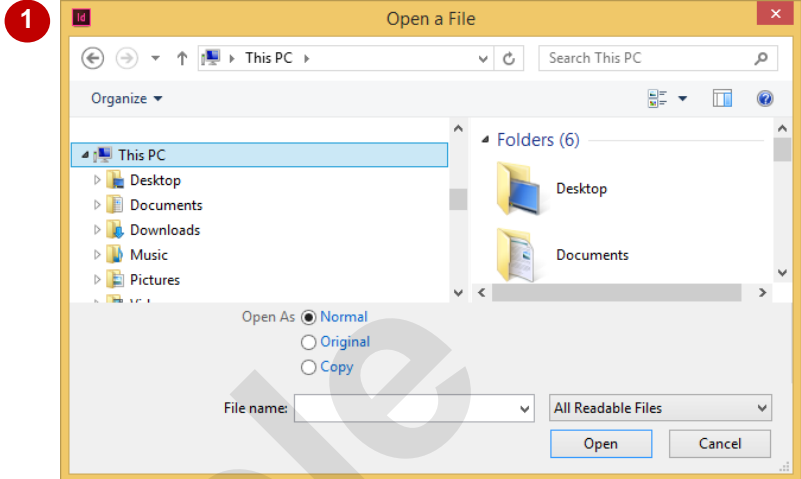 1
Id
Open a File
This PC
Search This PC
Organize
This PC
Desktop
Documents
Downloads
Music
Pictures
Folders (6)
Desktop
Documents
Open As Normal
Original
Copy
File name:
All Readable Files
Open Cancel